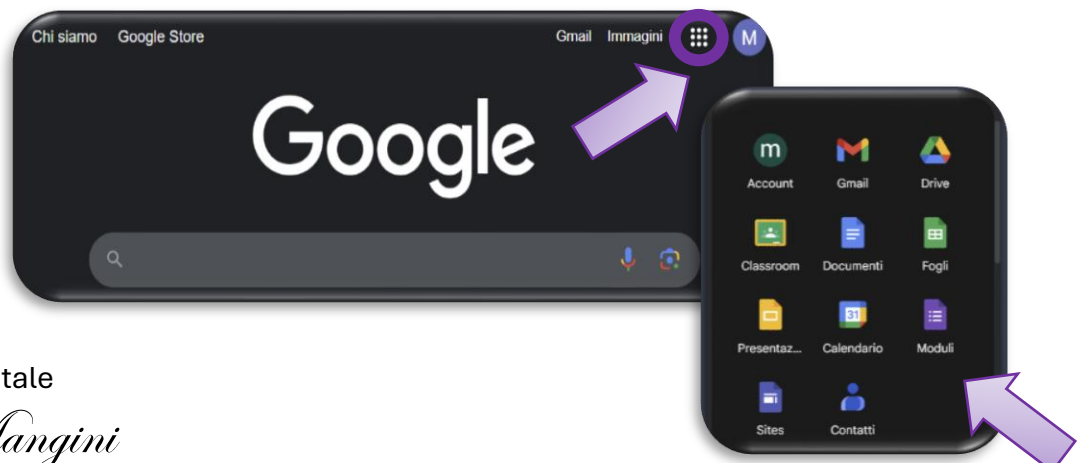 Chi siamo Google Store Gmail Immagini M
Google
m
Account Gmail Drive
Classroom Documenti Fogli
31
Presentaz... Calendario Moduli
Sites Contatti
tale
angini